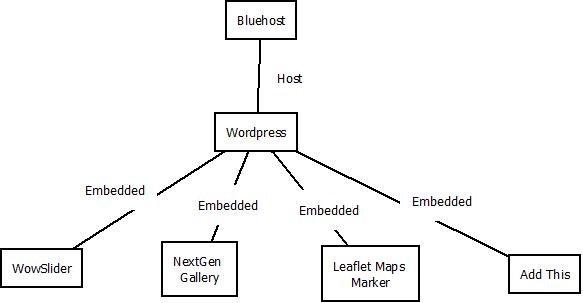 Bluehost
Host
Wordpress
Embedded
Embedded
Embedded
Embedded
WowSlider
NextGen
Gallery
Leaflet Maps
Marker
Add This